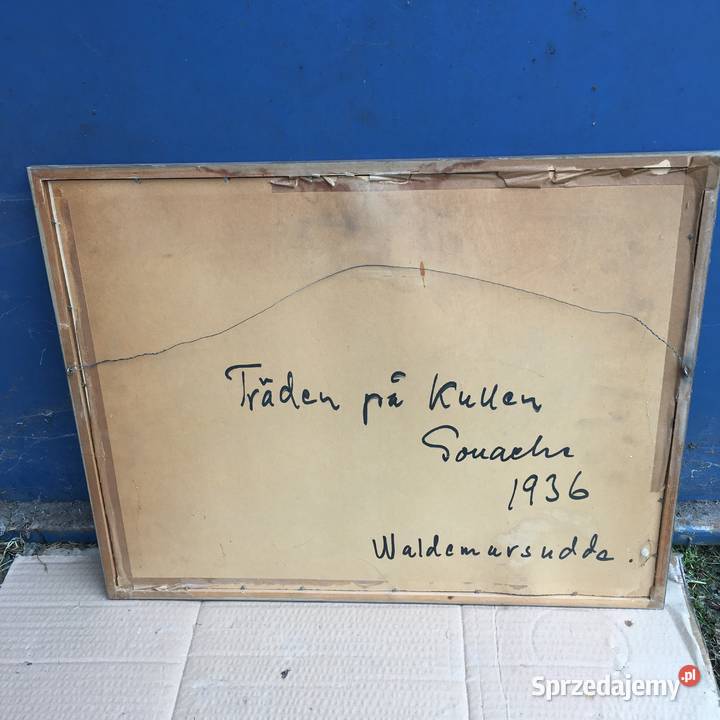 Träden på Kullen
Gouache
1936
Waldemarsudde.
Sprzedajemy.pl